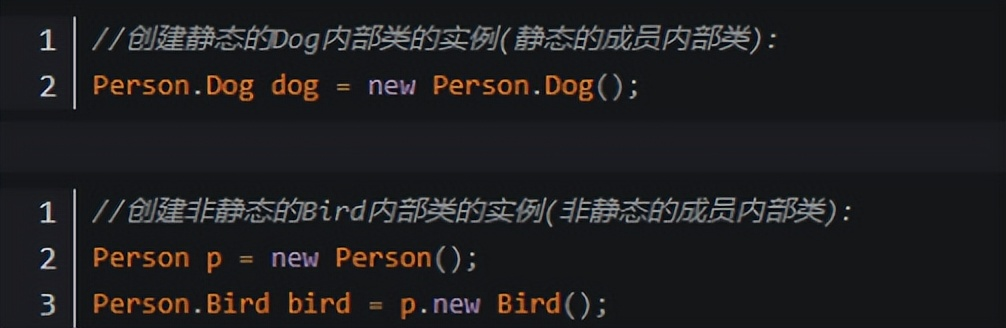 1 //创建静态的Dog内部类的实例(静态的成员内部类):
2 Person.Dog dog = new Person.Dog();
1 //创建非静态的Bird内部类的实例(非静态的成员内部类):
2 Person p = new Person();
3 Person.Bird bird = p.new Bird();